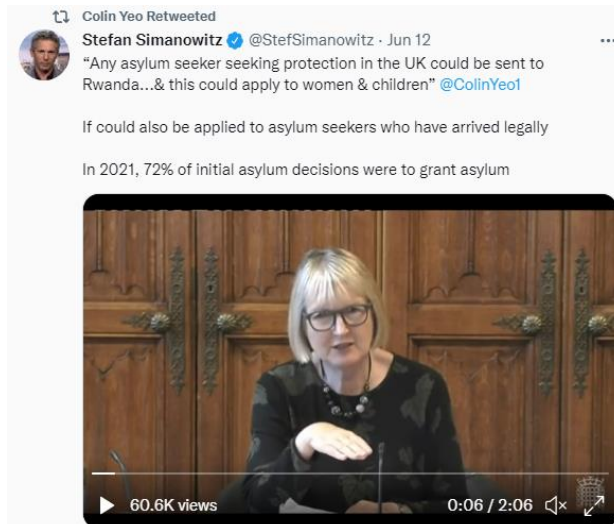 Colin Yeo Retweeted
Stefan Simanowitz @StefSimanowitz · Jun 12
“Any asylum seeker seeking protection in the UK could be sent to
Rwanda...& this could apply to women & children” @ColinYeo1
If could also be applied to asylum seekers who have arrived legally
In 2021, 72% of initial asylum decisions were to grant asylum
60.6K views
0:06 / 2:06